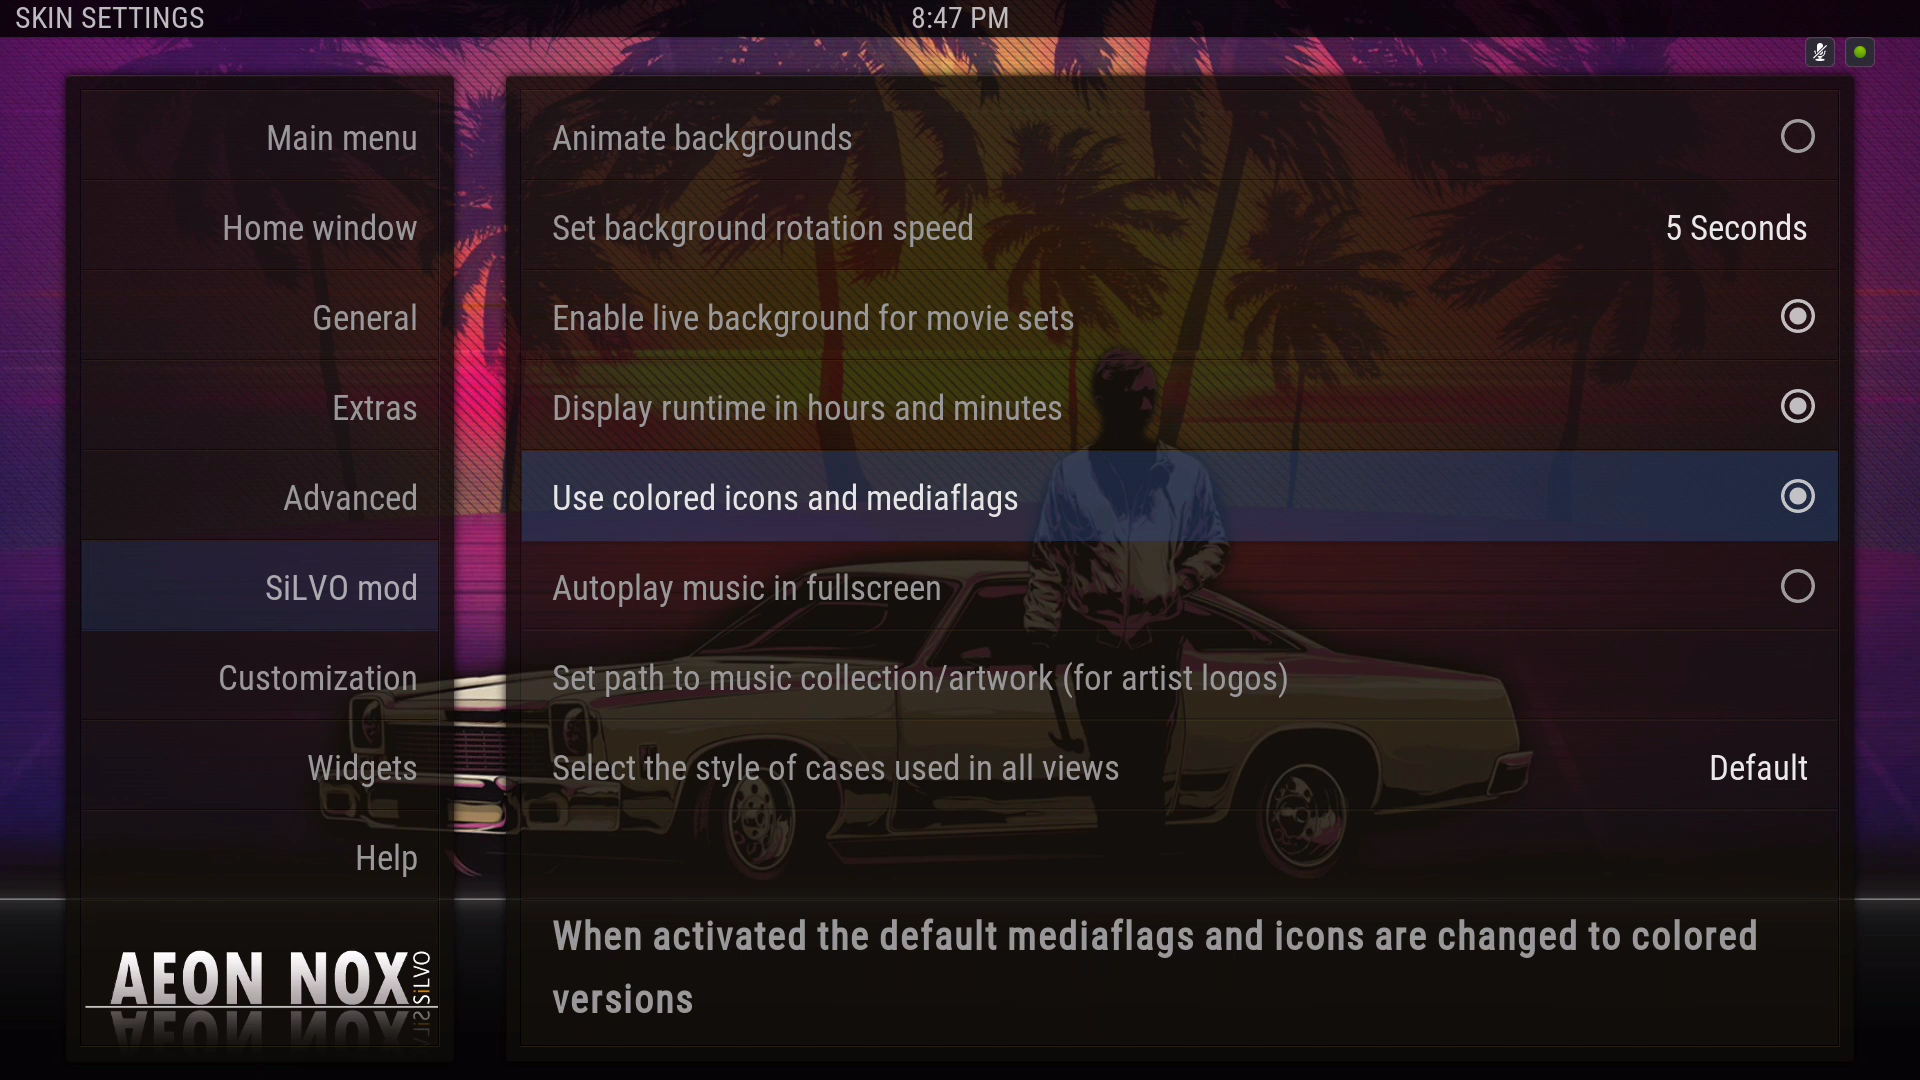 SKIN SETTINGS
8:47 PM
Main menu
Home window
General
Extras
Advanced
SiLVO mod
Customization
Widgets
Help
AEON NOX SiLVO
Animate backgrounds
Set background rotation speed
5 Seconds
Enable live background for movie sets
Display runtime in hours and minutes
Use colored icons and mediaflags
Autoplay music in fullscreen
Set path to music collection/artwork (for artist logos)
Select the style of cases used in all views
Default
When activated the default mediaflags and icons are changed to colored
versions